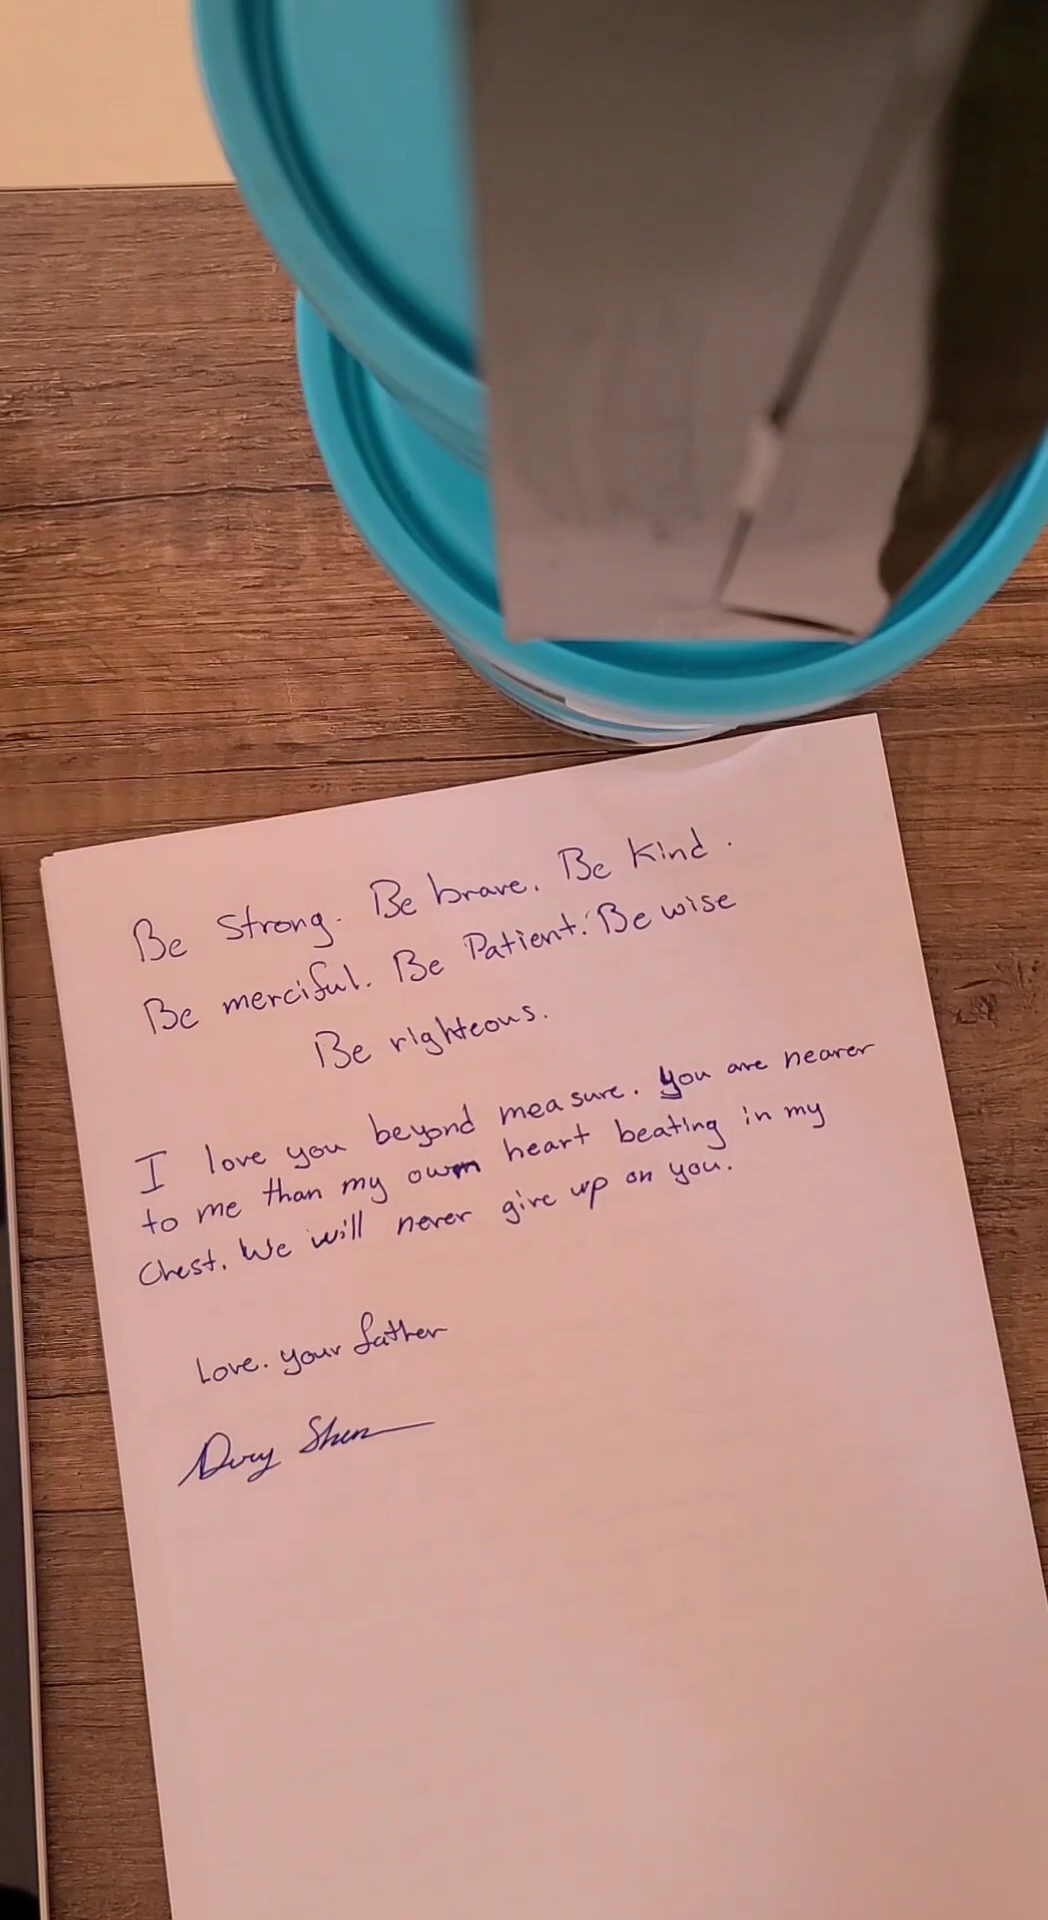 Be Strong. Be brave. Be Kind.
Be merciful. Be Patient. Be wise
Be righteous.
I love you beyond measure. You are nearer
to me than my own heart beating in my
Chest. We will never give up on you.
Love. your father